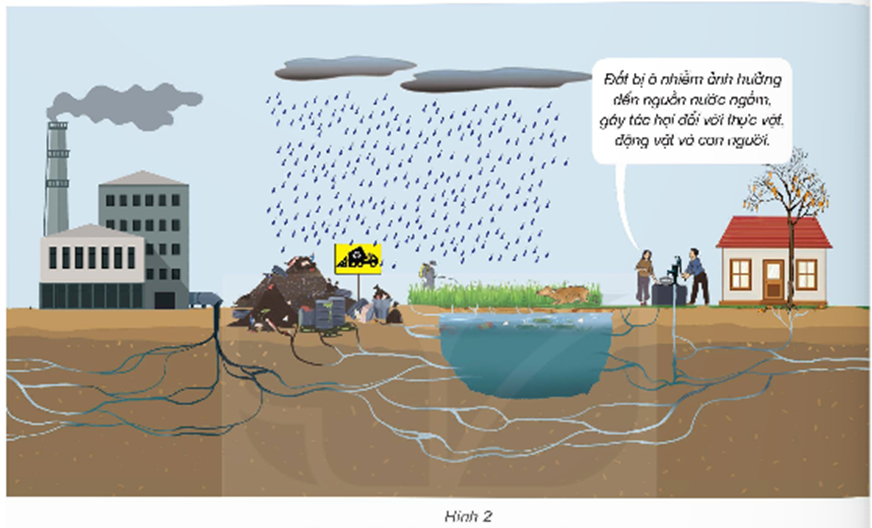 Đất bị ô nhiễm ảnh hưởng
đến nguồn nước ngầm,
gây tác hại đối với thực vật,
động vật và con người.
Hình 2